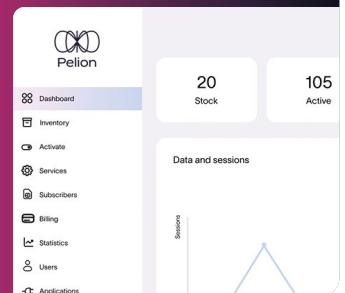 Pelion
Dashboard
Inventory
Activate
Services
Subscribers
Billing
Statistics
Users
Applications
20
Stock
105
Active
Data and sessions
Sessions